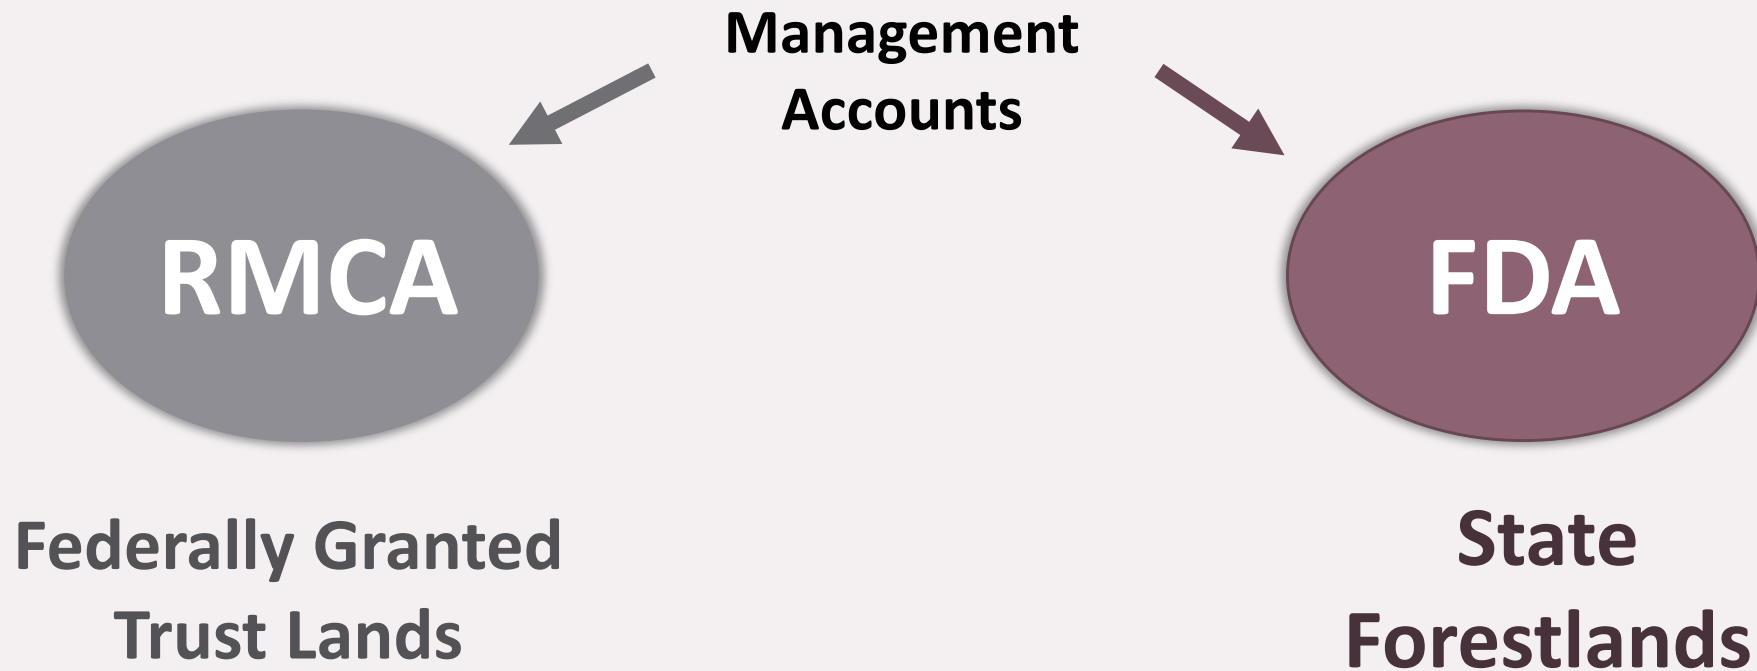 Management
Accounts
RMCA
FDA
Federally Granted
Trust Lands
State
Forestlands